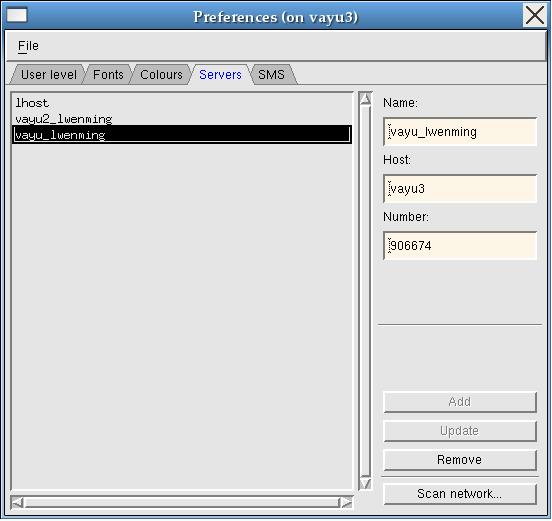 Preferences (on vayu3)
File
User level Fonts Colours Servers SMS
lhost
vayu2_lwenming
vayu_lwenming
Name:
vayu_lwenming
Host:
vayu3
Number:
906674
Add
Update
Remove
Scan network...